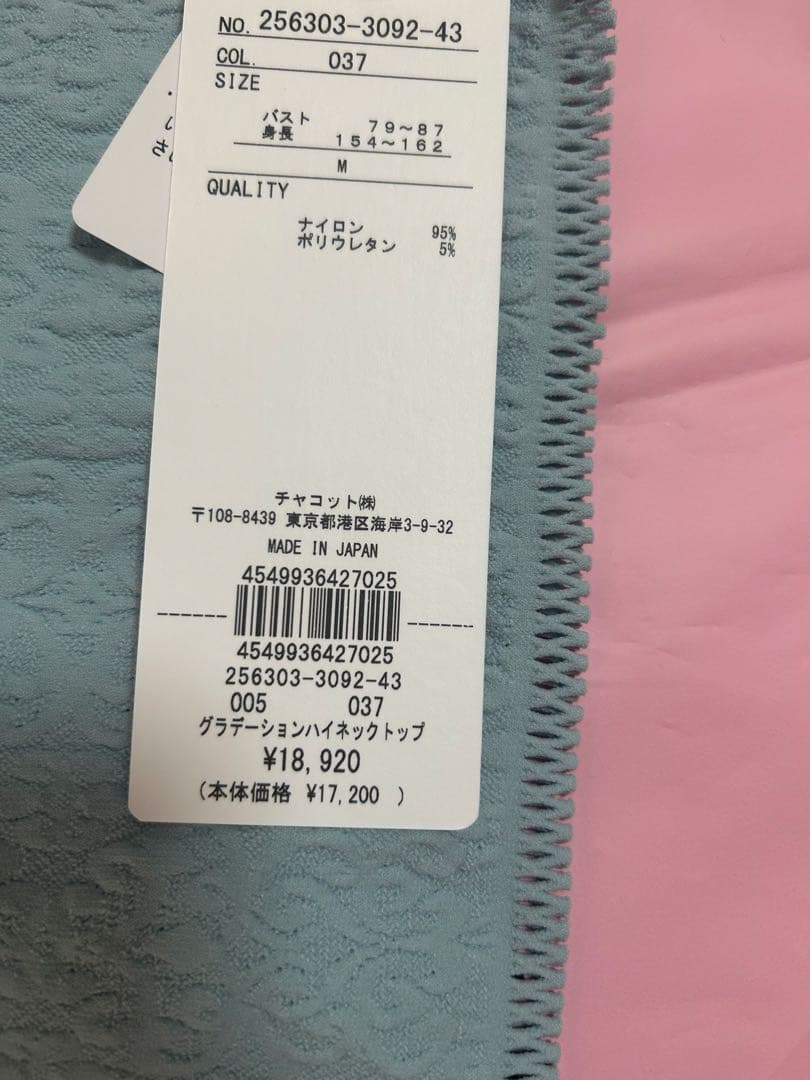 NO. 256303-3092-43
COL. 037
SIZE
バスト 79~87
身長 154~162
M
QUALITY
ナイロン 95%
ポリウレタン 5%
チャコット㈱
〒108-8439 東京都港区海岸3-9-32
MADE IN JAPAN
4549936427025
4549936427025
256303-3092-43
005 037
グラデーションハイネックトップ
¥18,920
(本体価格 ¥17,200 )